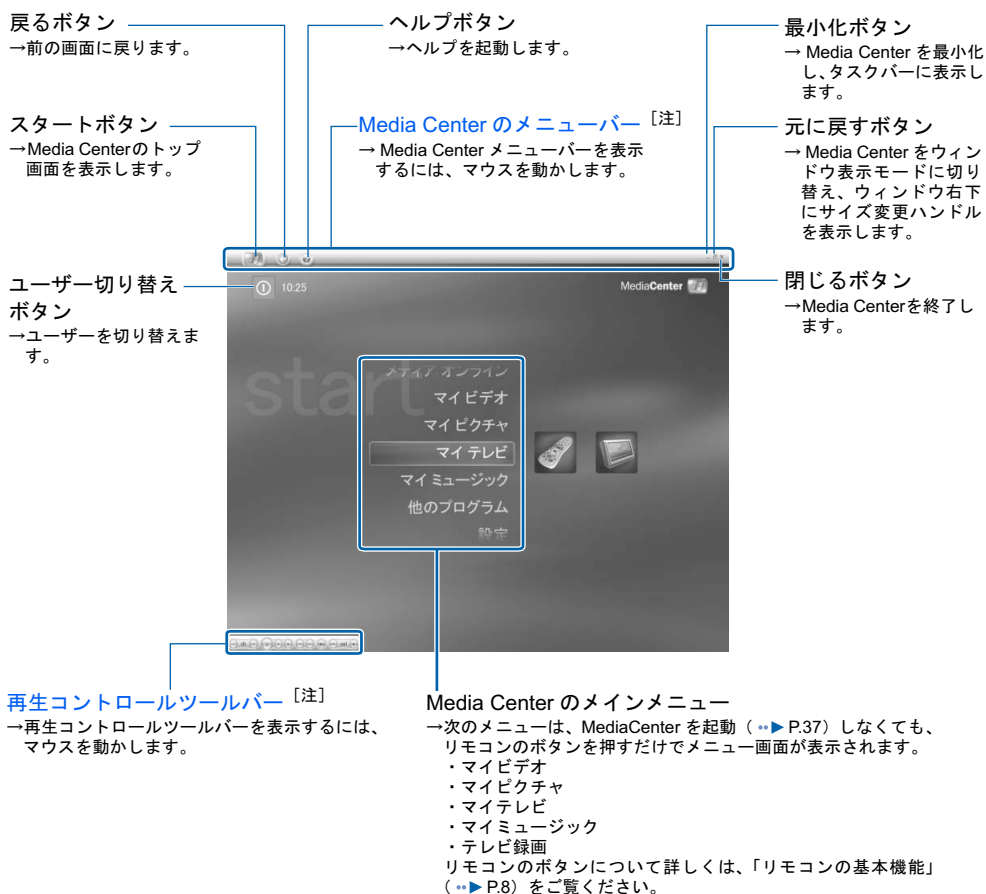 戻るボタン
→前の画面に戻ります。
ヘルプボタン
→ヘルプを起動します。
最小化ボタン
→ Media Center を最小化
し、タスクバーに表示し
ます。
スタートボタン
→Media Centerのトップ
画面を表示します。
Media Center のメニューバー［注］
→ Media Center メニューバーを表示
するには、マウスを動かします。
元に戻すボタン
→ Media Center をウィン
ドウ表示モードに切り
替え、ウィンドウ右下
にサイズ変更ハンドル
を表示します。
ユーザー切り替え
ボタン
→ユーザーを切り替えま
す。
閉じるボタン
→Media Centerを終了し
ます。
10:25
MediaCenter
start
メディア オンライン
マイ ビデオ
マイ ピクチャ
マイ テレビ
マイ ミュージック
他のプログラム
設定
再生コントロールツールバー［注］
→再生コントロールツールバーを表示するには、
マウスを動かします。
Media Center のメインメニュー
→次のメニューは、MediaCenter を起動（ P.37）しなくても、
リモコンのボタンを押すだけでメニュー画面が表示されます。
・マイビデオ
・マイピクチャ
・マイテレビ
・マイミュージック
・テレビ録画
リモコンのボタンについて詳しくは、「リモコンの基本機能」
（ P.8）をご覧ください。